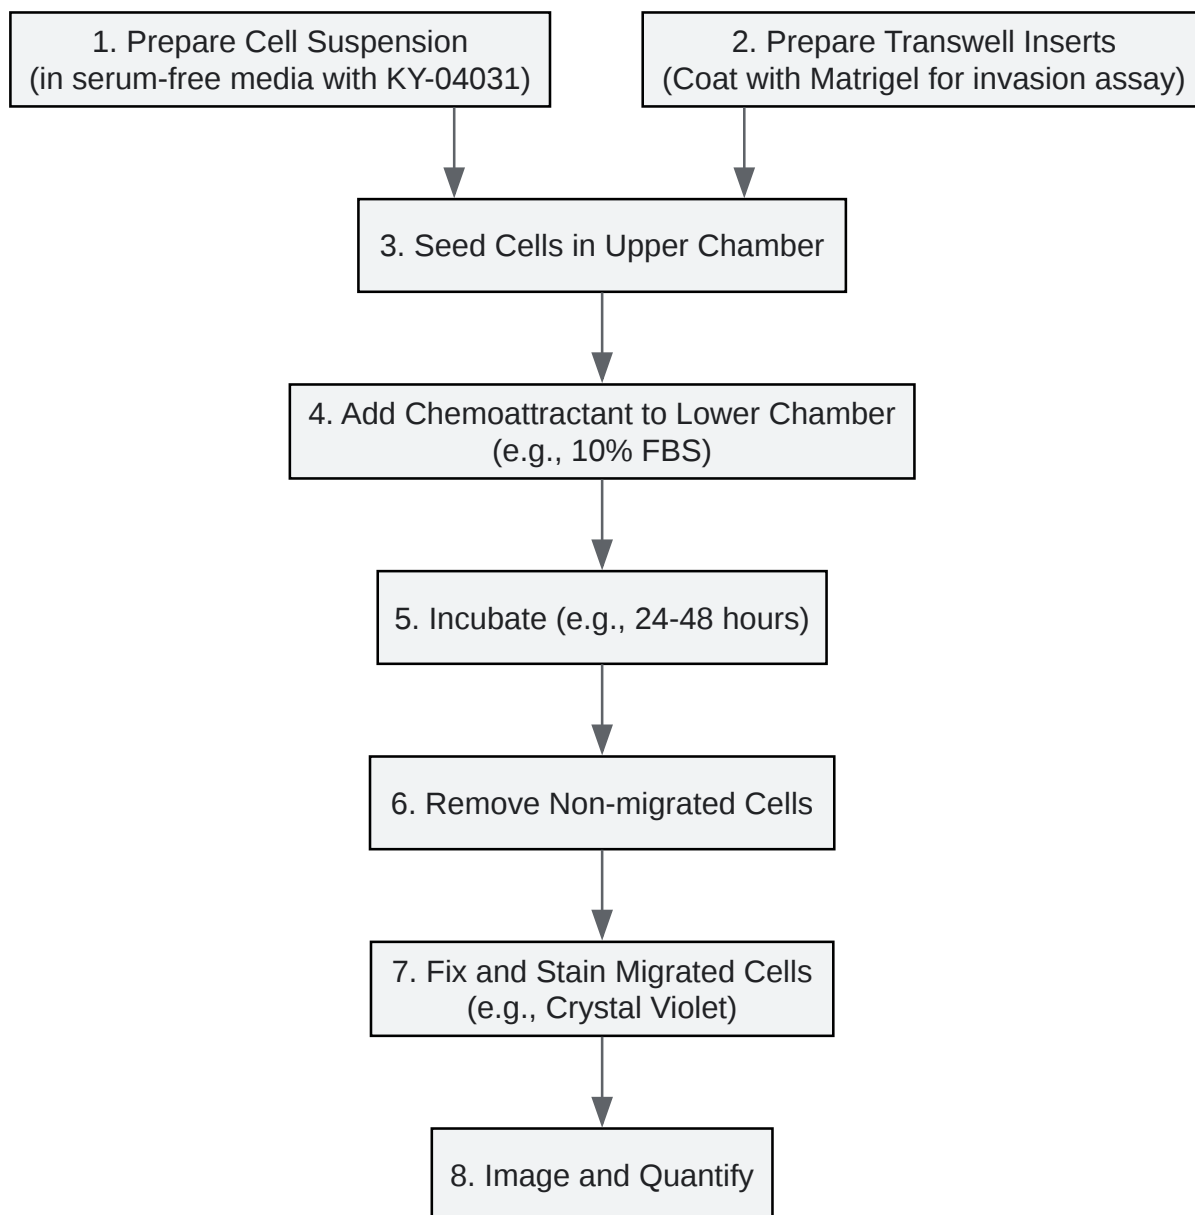 1. Prepare Cell Suspension
(in serum-free media with KY-04031)
2. Prepare Transwell Inserts
(Coat with Matrigel for invasion assay)
3. Seed Cells in Upper Chamber
4. Add Chemoattractant to Lower Chamber
(e.g., 10% FBS)
5. Incubate (e.g., 24-48 hours)
6. Remove Non-migrated Cells
7. Fix and Stain Migrated Cells
(e.g., Crystal Violet)
8. Image and Quantify